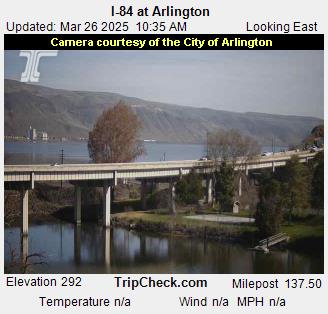 I-84 at Arlington
Updated: Mar 26 2025 10:35 AM Looking East
Camera courtesy of the City of Arlington
Elevation 292 TripCheck.com Milepost 137.50
Temperature n/a Wind n/a MPH n/a